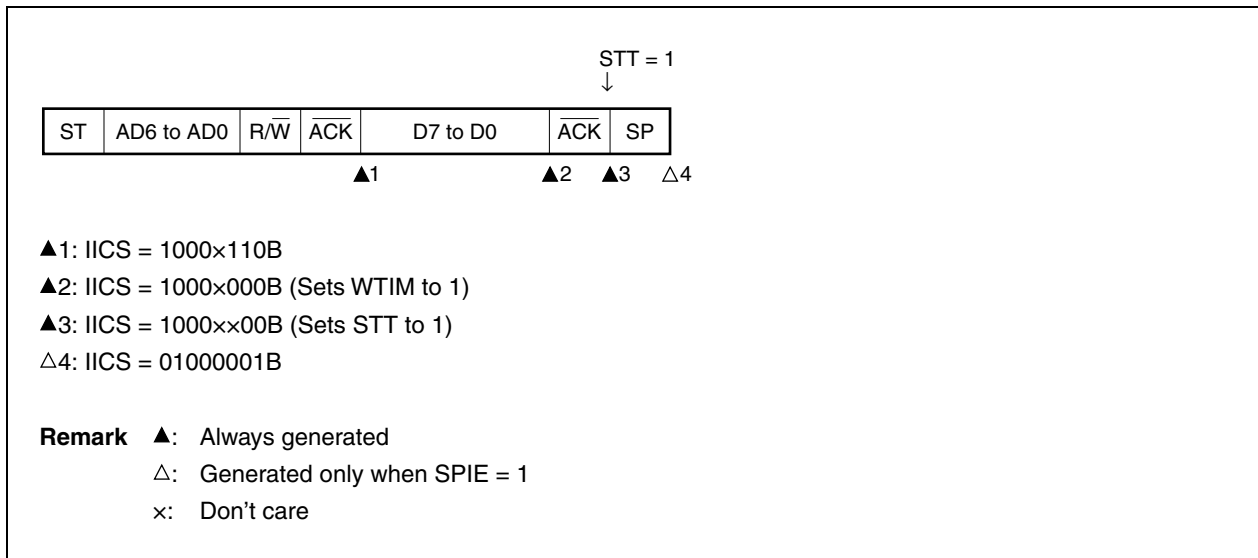 STT = 1
↓
ST AD6 to AD0 R/W̅ A̅C̅K̅ D7 to D0 A̅C̅K̅ SP
▲1 ▲2 ▲3 △4
▲1: IICS = 1000×110B
▲2: IICS = 1000×000B (Sets WTIM to 1)
▲3: IICS = 1000××00B (Sets STT to 1)
△4: IICS = 01000001B
Remark ▲: Always generated
△: Generated only when SPIE = 1
×: Don't care